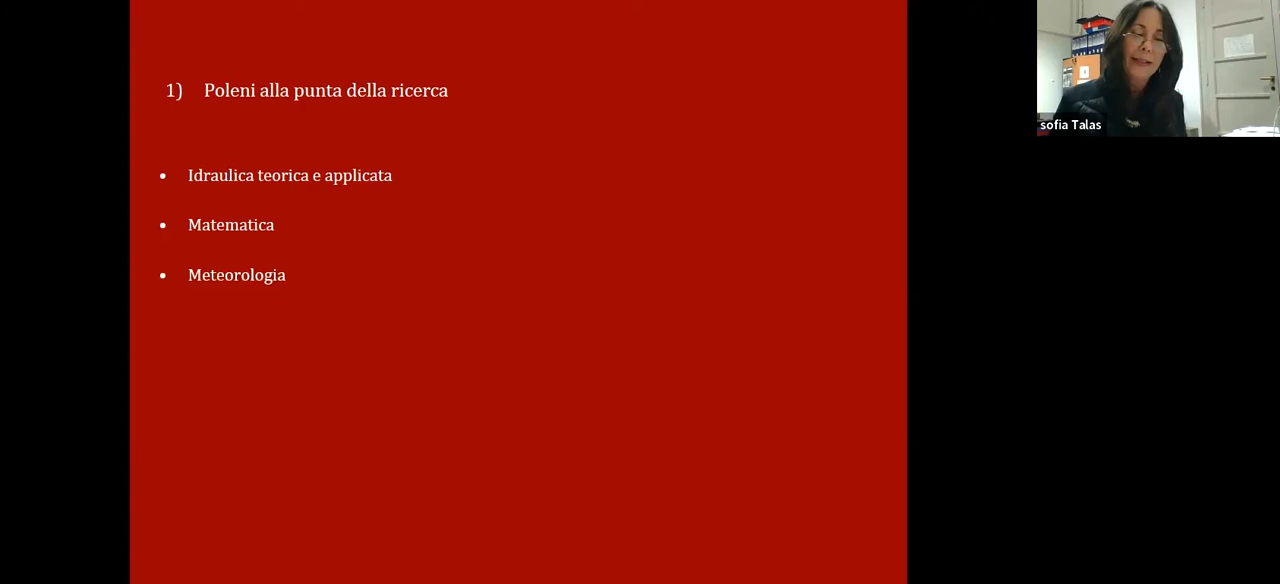 1) Poleni alla punta della ricerca
• Idraulica teorica e applicata
• Matematica
• Meteorologia
sofia Talas